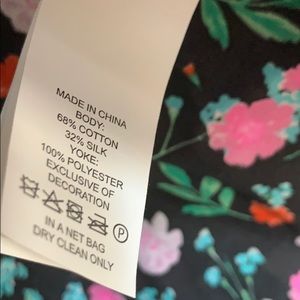 MADE IN CHINA
BODY:
68% COTTON
32% SILK
YOKE:
100% POLYESTER
EXCLUSIVE OF
DECORATION
P
IN A NET BAG
DRY CLEAN ONLY